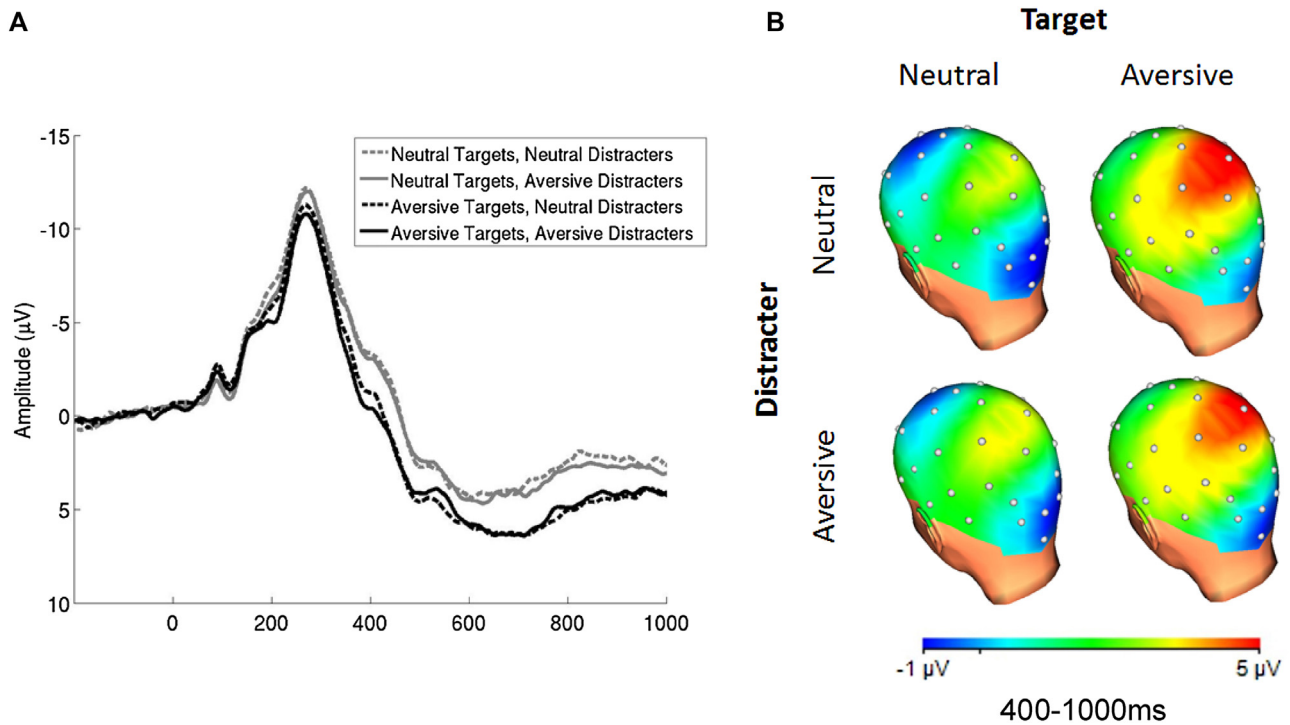 A
-15
-10
-5
0
5
10
Amplitude (µV)
0
200
400
600
800
1000
Neutral Targets, Neutral Distracters
Neutral Targets, Aversive Distracters
Aversive Targets, Neutral Distracters
Aversive Targets, Aversive Distracters
B
Target
Neutral
Aversive
Distracter
Neutral
Aversive
-1 µV
5 µV
400-1000ms